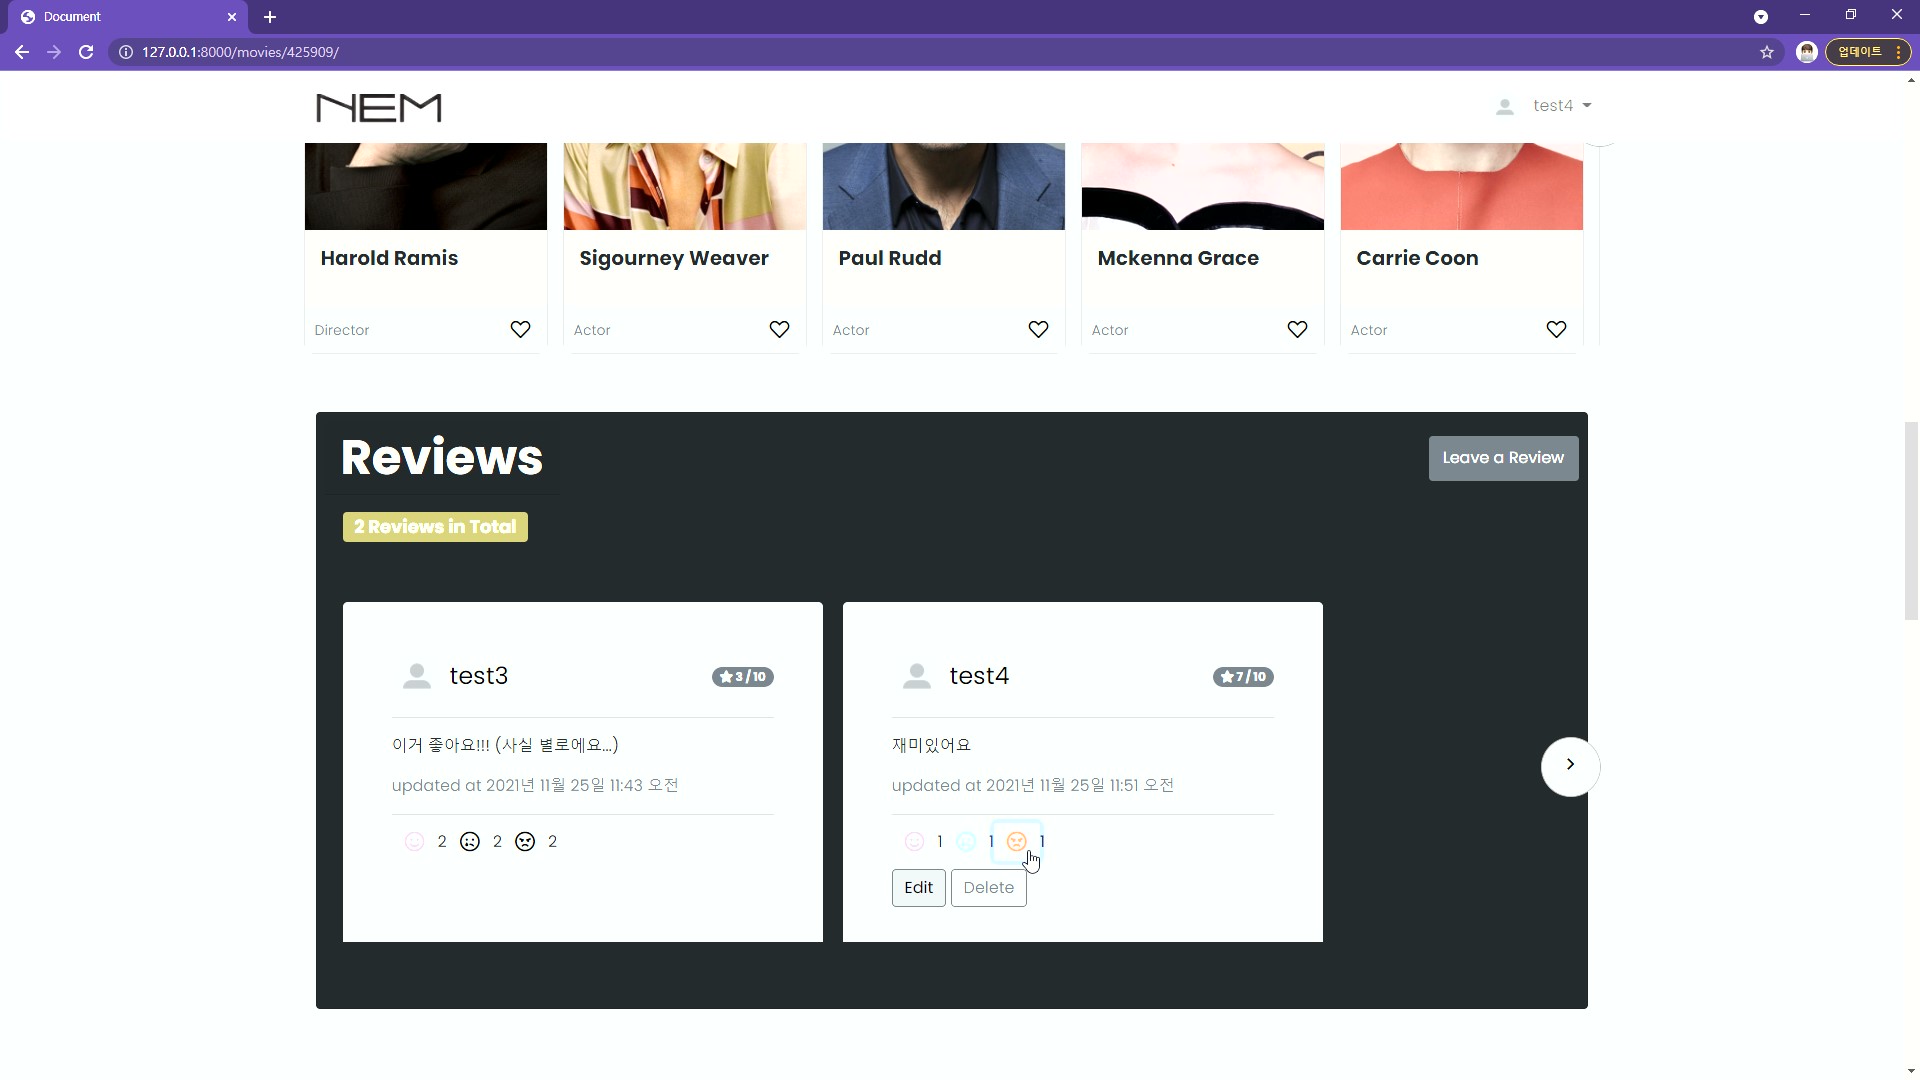 Document
127.0.0.1:8000/movies/425909/
업데이트
NEM
test4
Harold Ramis
Director
Sigourney Weaver
Actor
Paul Rudd
Actor
Mckenna Grace
Actor
Carrie Coon
Actor
Reviews
Leave a Review
2 Reviews in Total
test3
3 / 10
이거 좋아요!!! (사실 별로에요...)
updated at 2021년 11월 25일 11:43 오전
2 2 2
test4
7 / 10
재미있어요
updated at 2021년 11월 25일 11:51 오전
1 1 1
Edit Delete